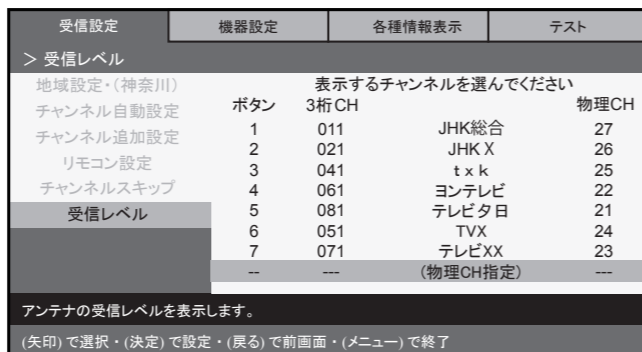 受信設定 機器設定 各種情報表示 テスト
＞ 受信レベル
地域設定・（神奈川）
チャンネル自動設定
チャンネル追加設定
リモコン設定
チャンネルスキップ
受信レベル
表示するチャンネルを選んでください
ボタン 3桁CH 物理CH
1 011 JHK総合 27
2 021 JHK X 26
3 041 t x k 25
4 061 ヨンテレビ 22
5 081 テレビ夕日 21
6 051 TVX 24
7 071 テレビXX 23
-- --- （物理CH指定） ---
アンテナの受信レベルを表示します。
(矢印) で選択・(決定) で設定・(戻る) で前画面・(メニュー) で終了